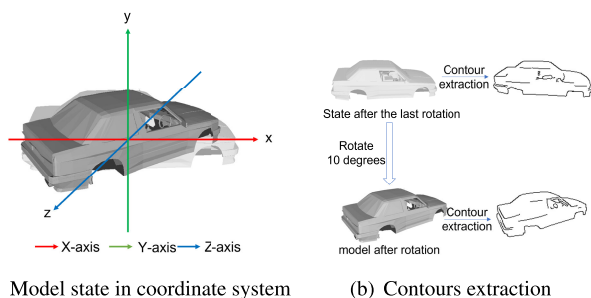 y
x
z
X-axis
Y-axis
Z-axis
Model state in coordinate system
Contour
extraction
State after the last rotation
Rotate
10 degrees
Contour
extraction
model after rotation
(b) Contours extraction